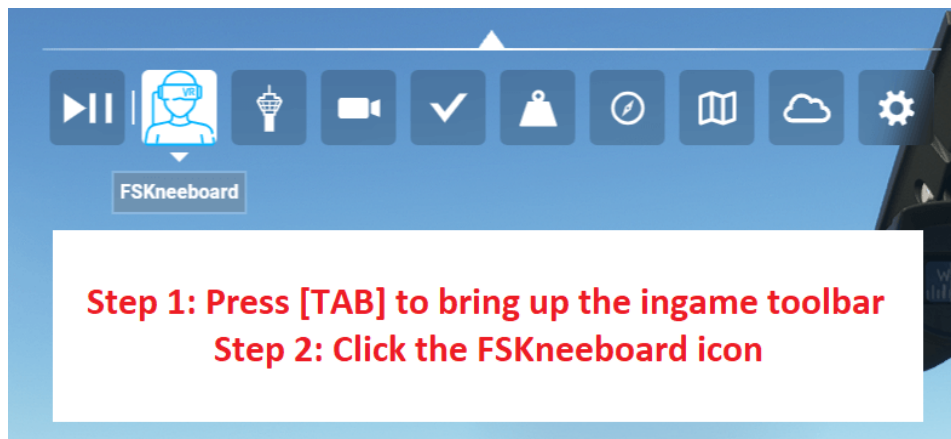 VR
FSKneeboard
Step 1: Press [TAB] to bring up the ingame toolbar
Step 2: Click the FSKneeboard icon